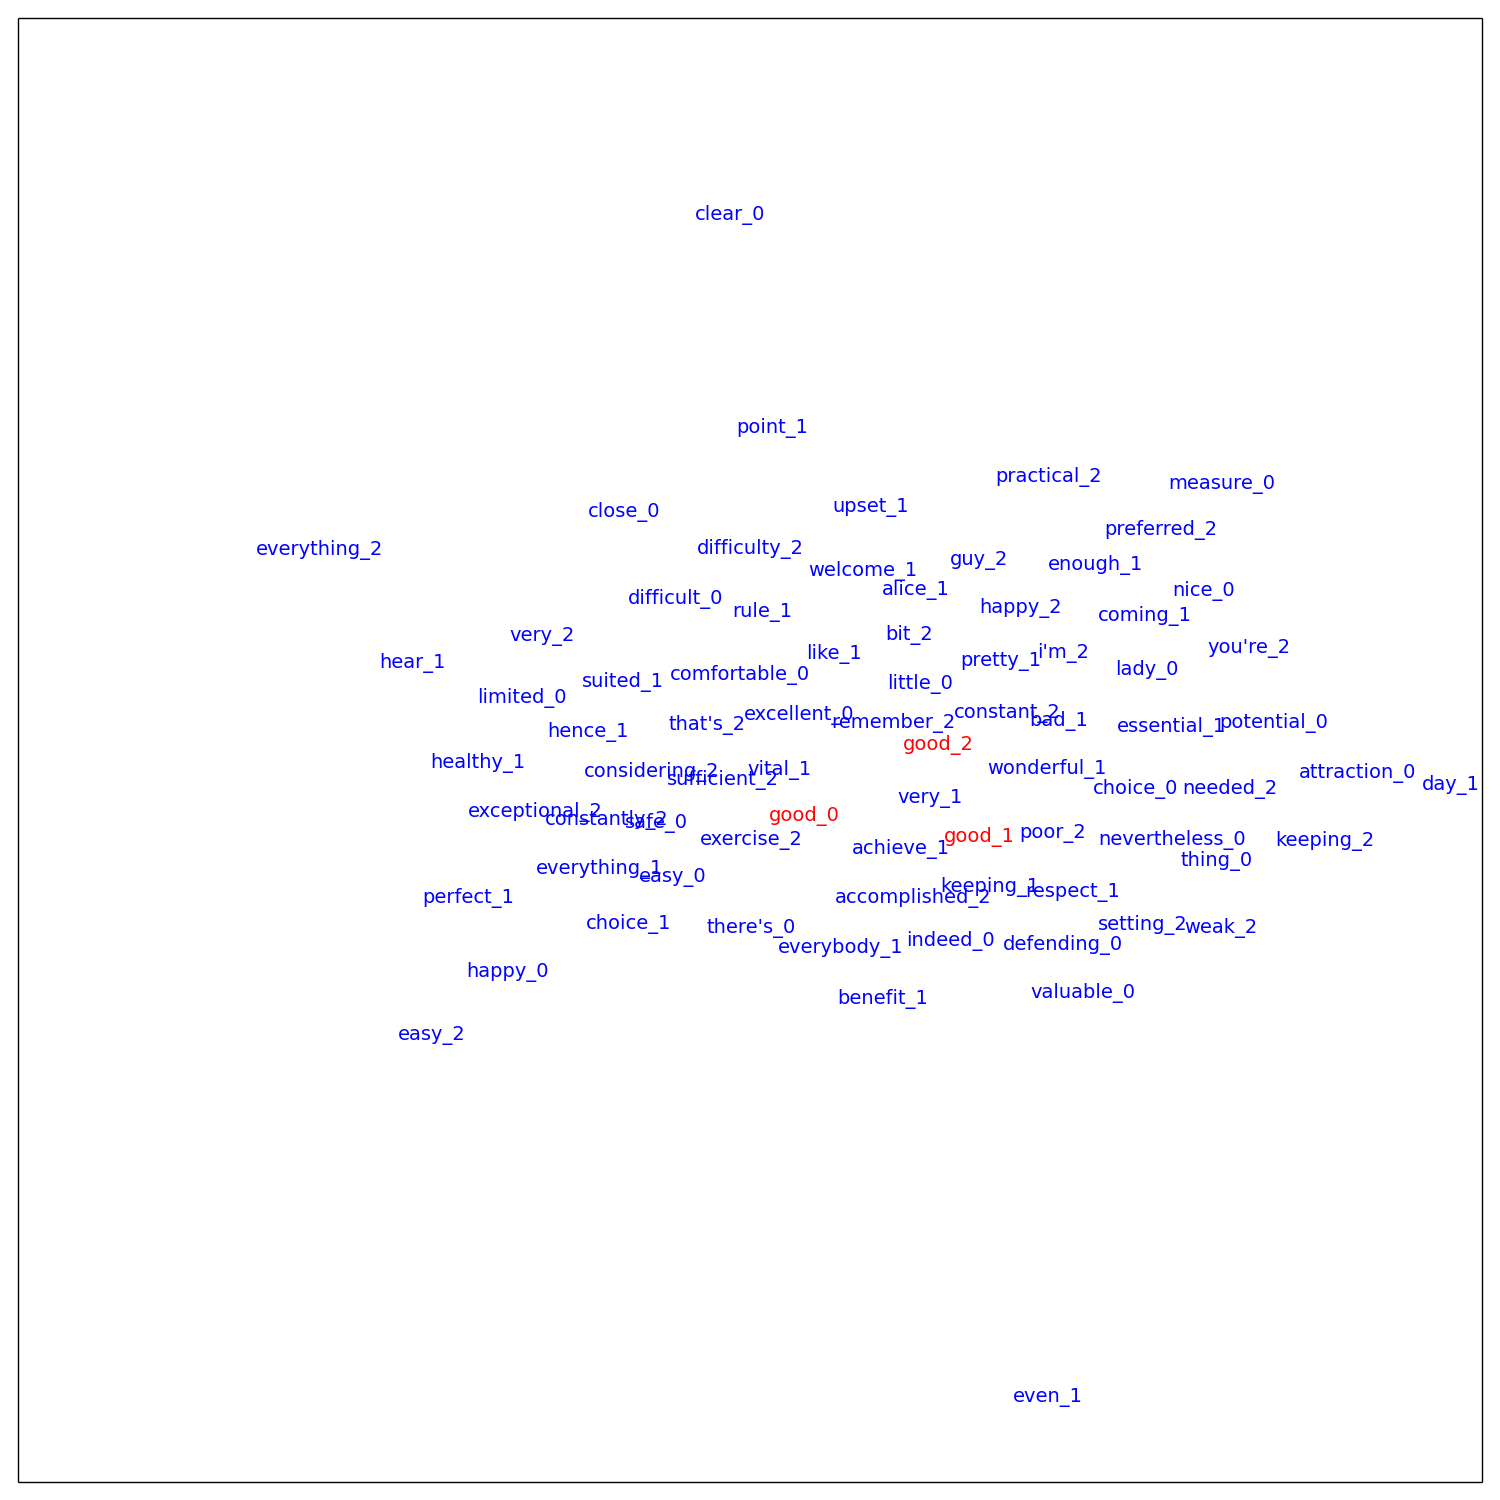 clear_0
point_1
practical_2
measure_0
upset_1
close_0
preferred_2
difficulty_2
everything_2
guy_2
enough_1
welcome_1
alice_1
nice_0
difficult_0
happy_2
rule_1
coming_1
bit_2
very_2
you're_2
like_1
i'm_2
pretty_1
hear_1
lady_0
comfortable_0
suited_1
little_0
limited_0
constant_2
excellent_0
bad_1
remember_2
potential_0
that's_2
essential_1
hence_1
good_2
healthy_1
wonderful_1
vital_1
considering_2
attraction_0
sufficient_2
day_1
choice_0
needed_2
very_1
exceptional_2
good_0
constantly_2
safe_0
poor_2
good_1
exercise_2
nevertheless_0
keeping_2
achieve_1
thing_0
everything_1
easy_0
keeping_1
respect_1
perfect_1
accomplished_2
choice_1
setting_2
there's_0
weak_2
indeed_0
defending_0
everybody_1
happy_0
valuable_0
benefit_1
easy_2
even_1